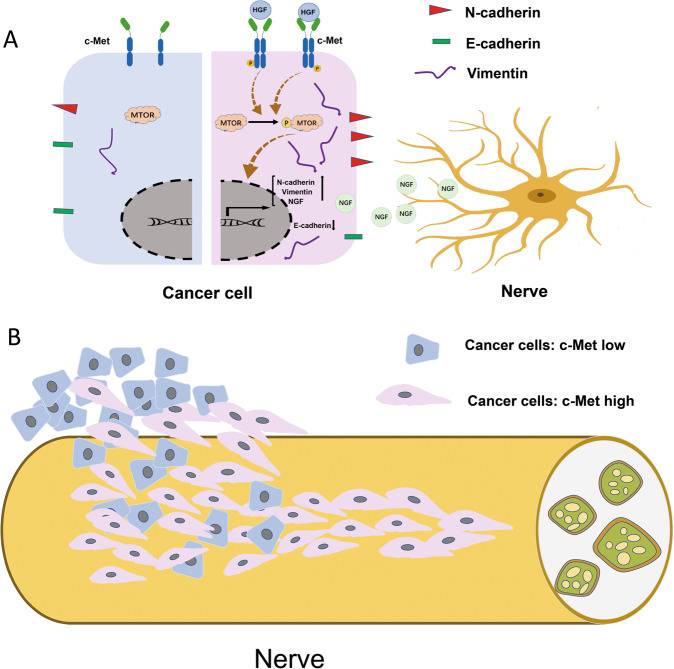 A
c-Met
HGF
HGF
c-Met
P
P
MTOR
MTOR
P
MTOR
N-cadherin
Vimentin
NGF
E-cadherin
NGF
NGF
NGF
NGF
NGF
N-cadherin
E-cadherin
Vimentin
Cancer cell
Nerve
B
Cancer cells: c-Met low
Cancer cells: c-Met high
Nerve